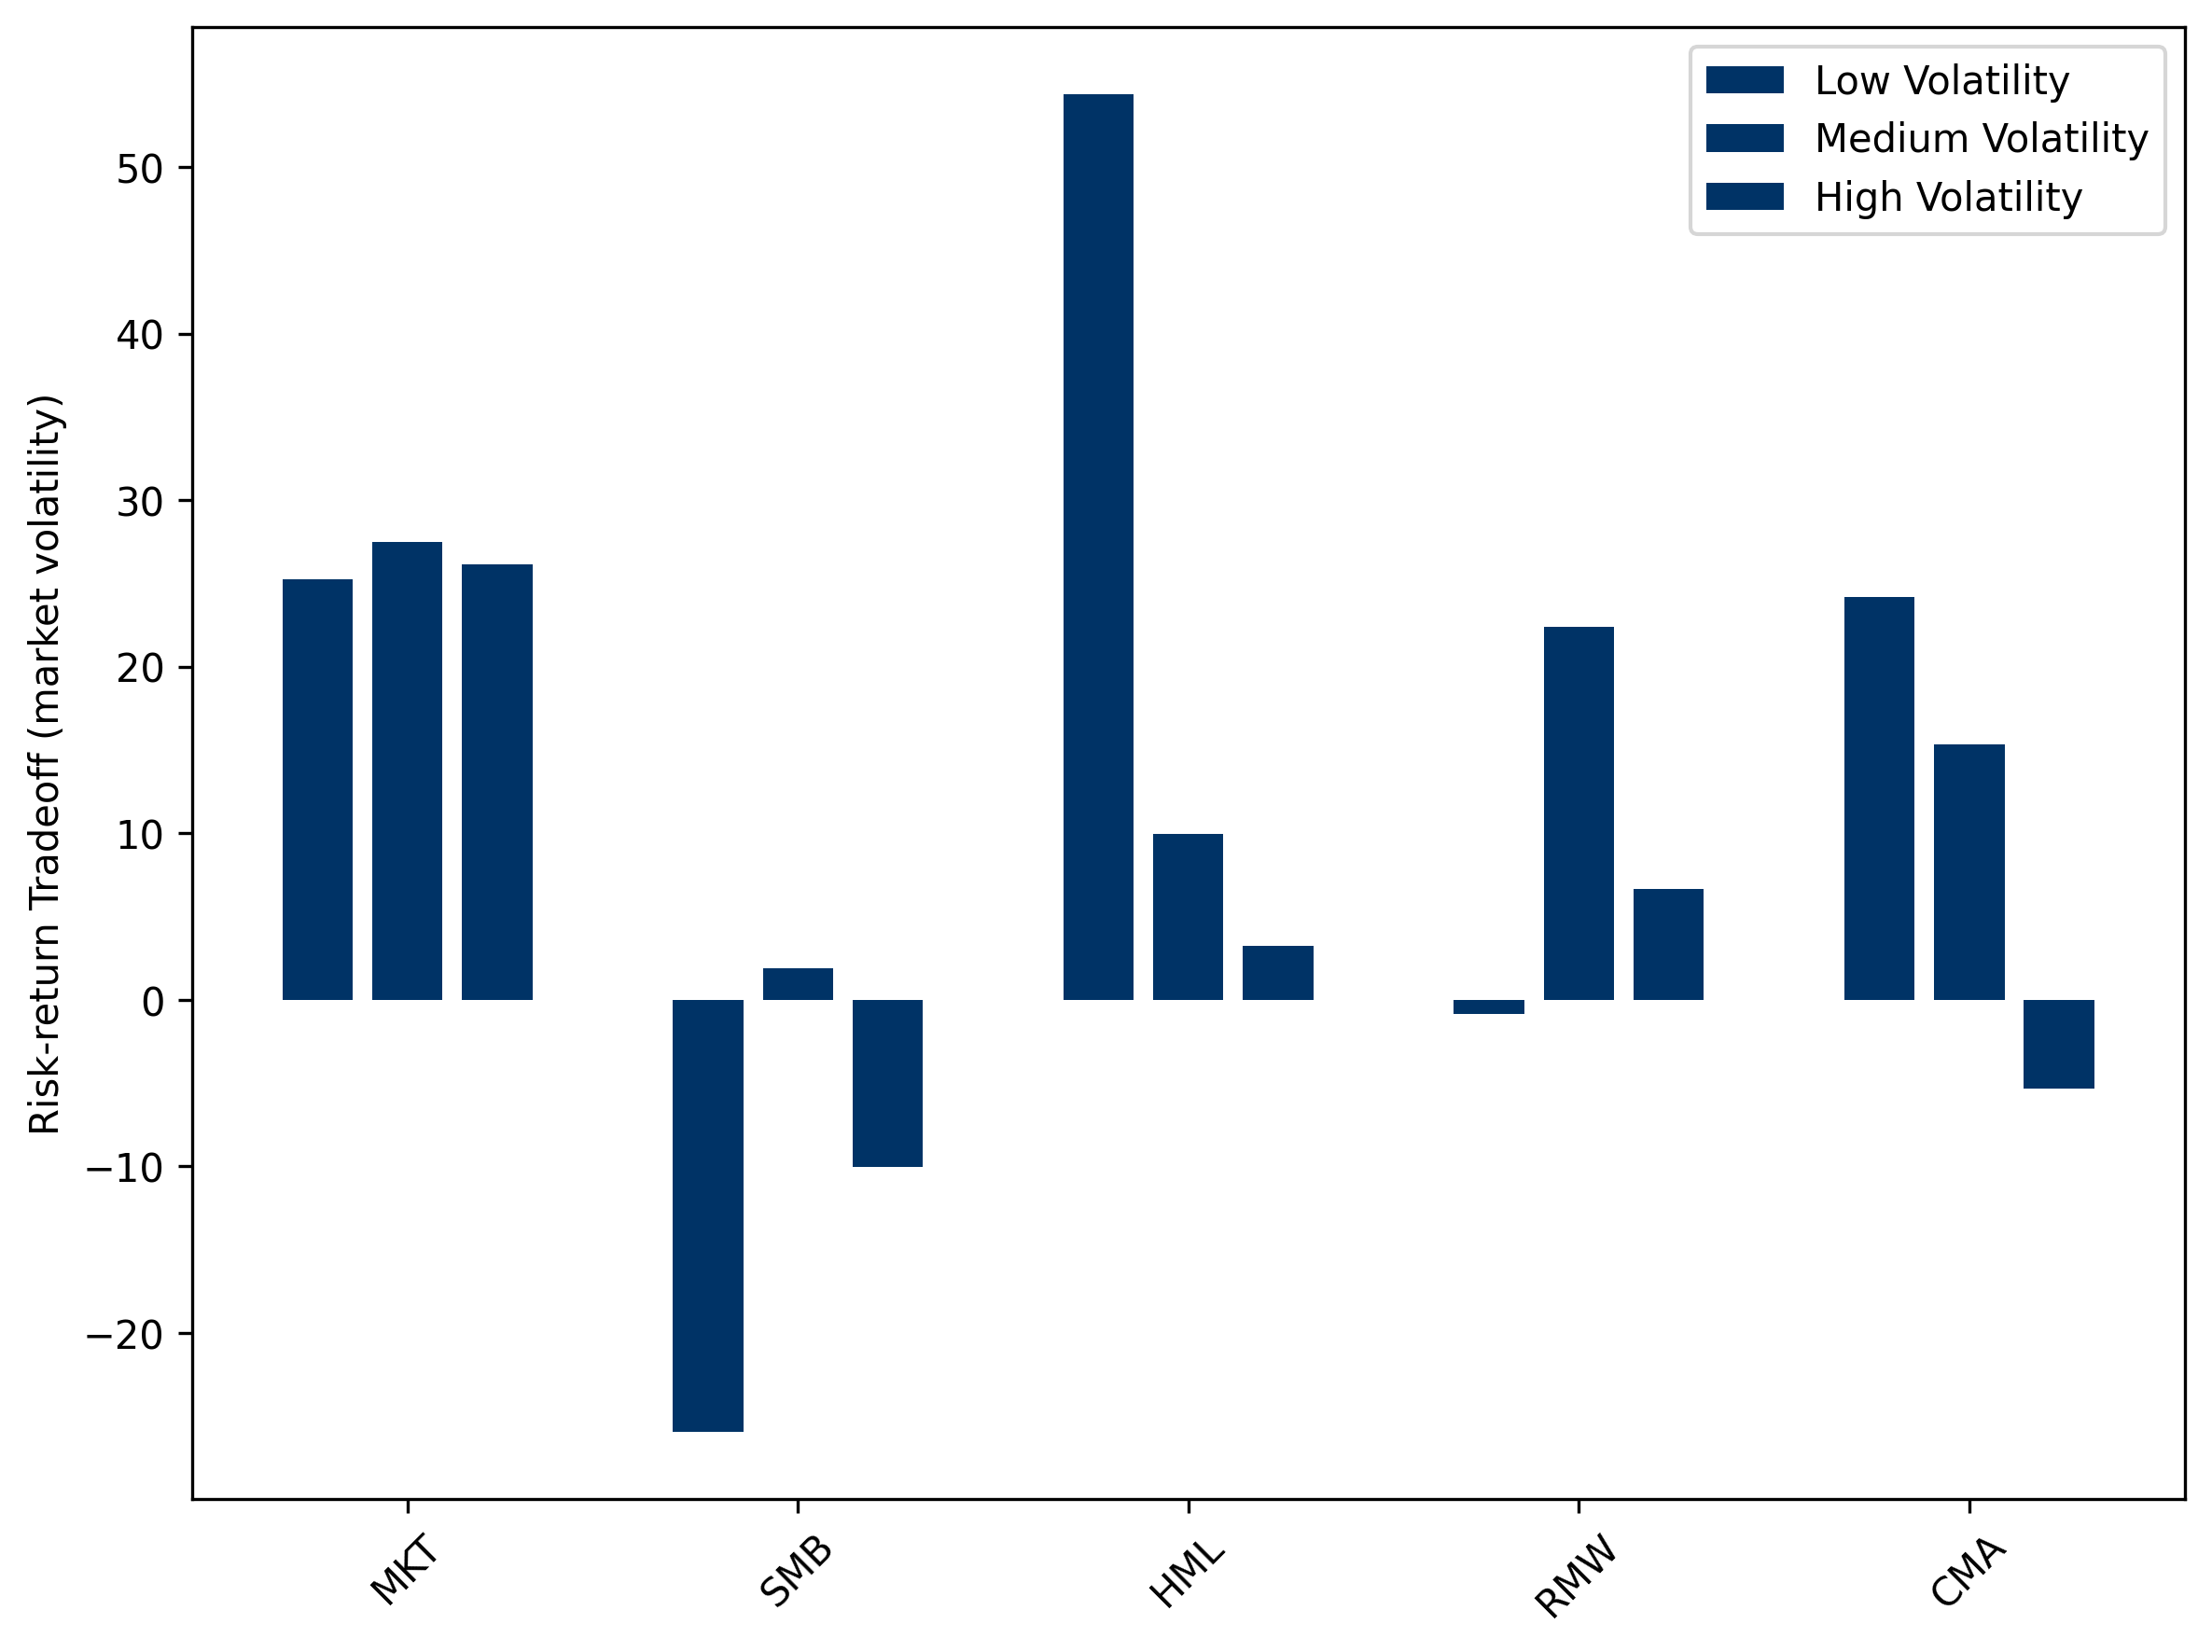 Low Volatility
Medium Volatility
High Volatility
Risk-return Tradeoff (market volatility)
50
40
30
20
10
0
−10
−20
MKT
SMB
HML
RMW
CMA